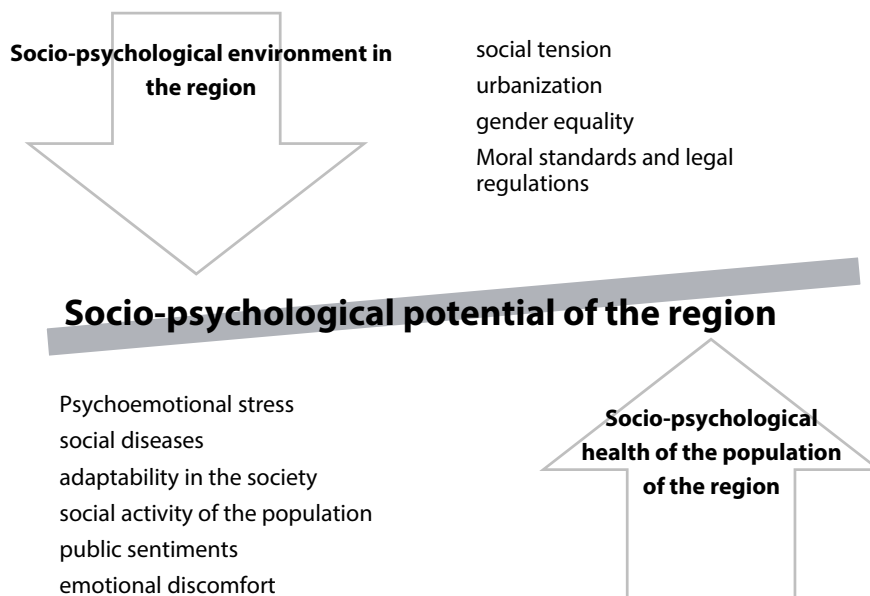 Socio-psychological environment in
the region
social tension
urbanization
gender equality
Moral standards and legal
regulations
Socio-psychological potential of the region
Psychoemotional stress
social diseases
adaptability in the society
social activity of the population
public sentiments
emotional discomfort
Socio-psychological
health of the population
of the region